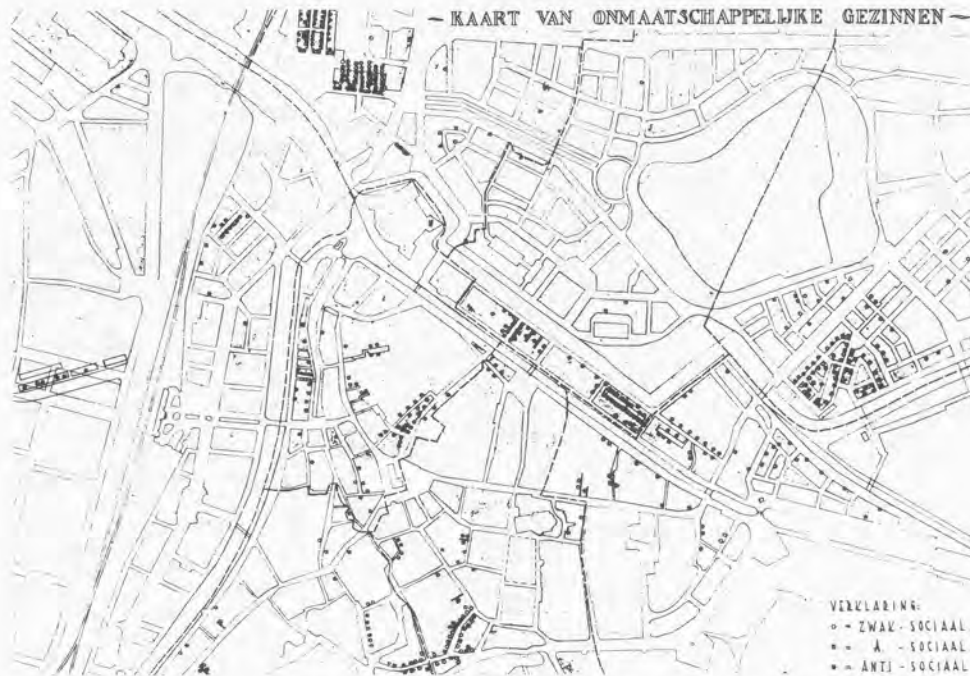 – KAART VAN ONMAATSCHAPPELIJKE GEZINNEN –
VERKLARING:
o = ZWAK - SOCIAAL
▪ = A. - SOCIAAL
▪ = ANTI - SOCIAAL